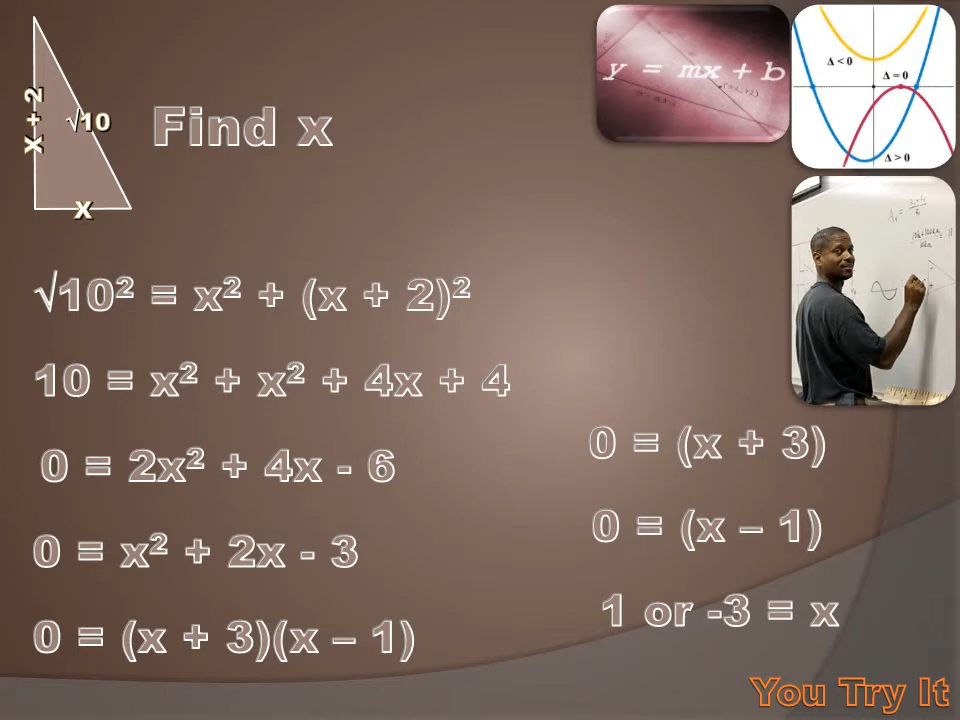 X + 2
√10
x
Find x
y = mx + b
Δ < 0
Δ = 0
Δ > 0
√10² = x² + (x + 2)²
10 = x² + x² + 4x + 4
0 = 2x² + 4x - 6
0 = x² + 2x - 3
0 = (x + 3)(x – 1)
0 = (x + 3)
0 = (x – 1)
1 or -3 = x
You Try It